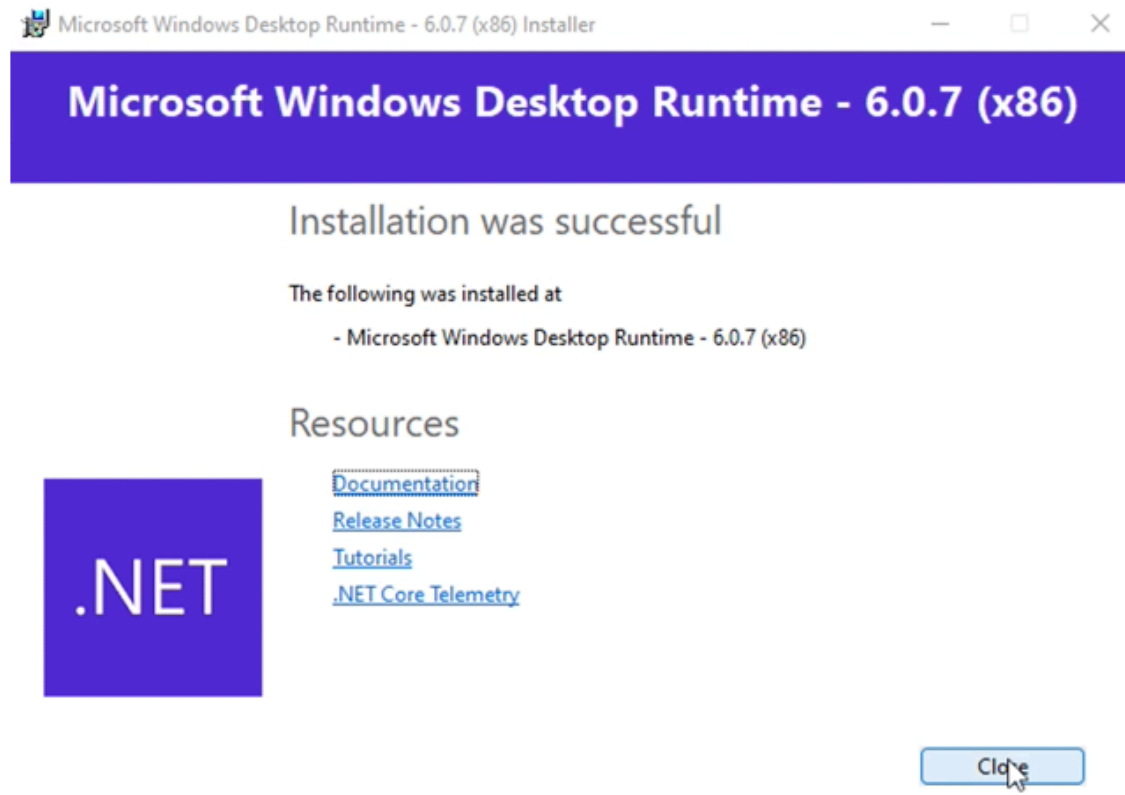 Microsoft Windows Desktop Runtime - 6.0.7 (x86) Installer
Microsoft Windows Desktop Runtime - 6.0.7 (x86)
Installation was successful
The following was installed at
- Microsoft Windows Desktop Runtime - 6.0.7 (x86)
Resources
Documentation
Release Notes
Tutorials
.NET Core Telemetry
.NET
Close